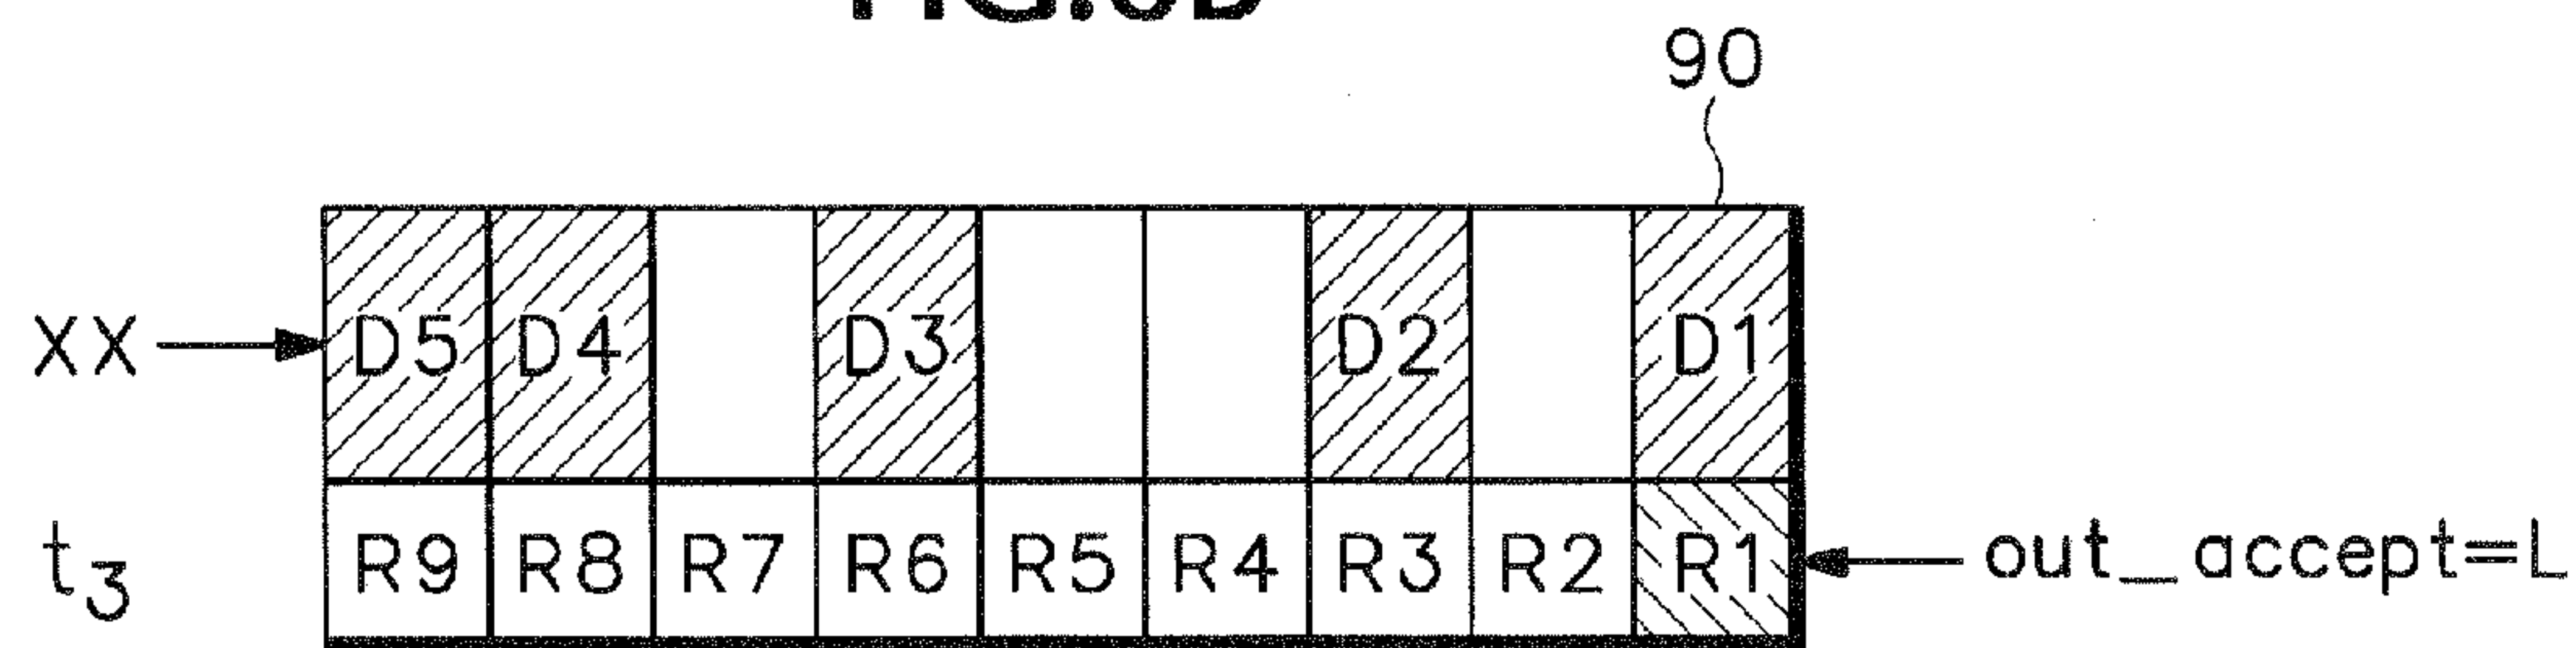 90
XX D5 D4 D3 D2 D1
t3 R9 R8 R7 R6 R5 R4 R3 R2 R1 out_accept=L